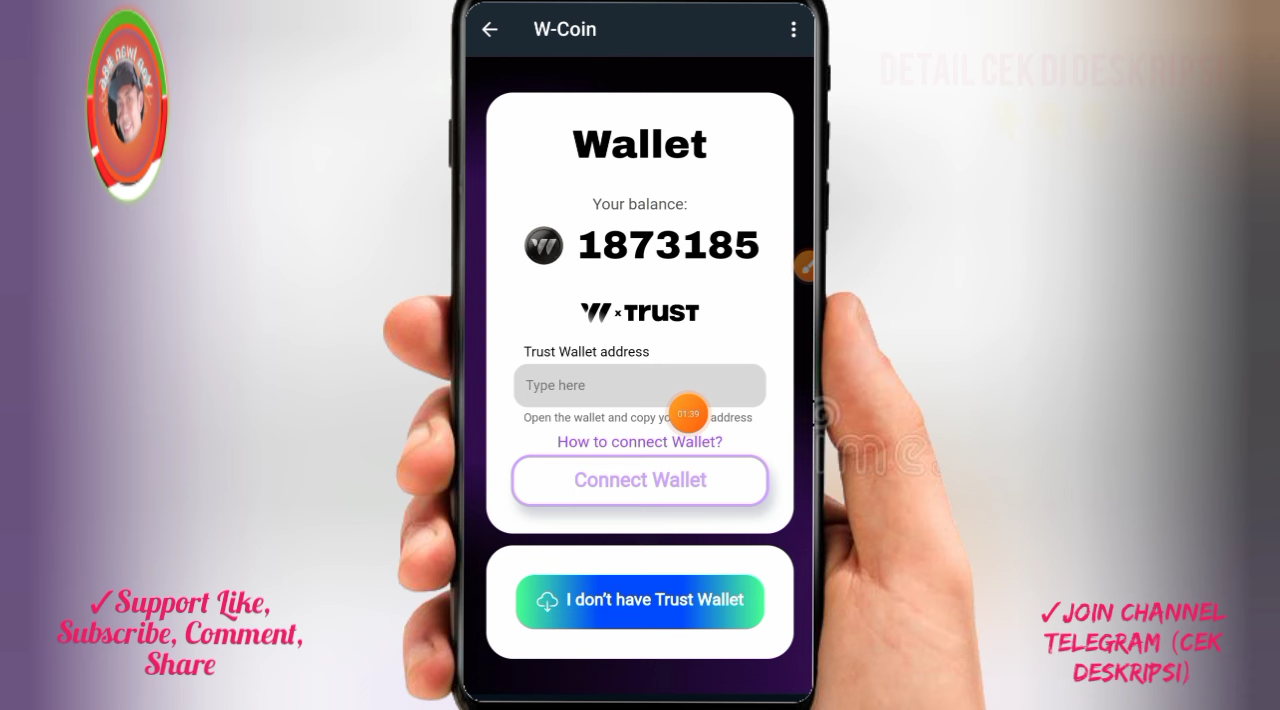 W-Coin
DETAIL CEK DI DESKRIPSI
Wallet
Your balance:
1873185
W x TRUST
Trust Wallet address
Type here
01:39
Open the wallet and copy address
How to connect Wallet?
Connect Wallet
I don't have Trust Wallet
✓Support Like,
Subscribe, Comment,
Share
✓JOIN CHANNEL
TELEGRAM (CEK
DESKRIPSI)